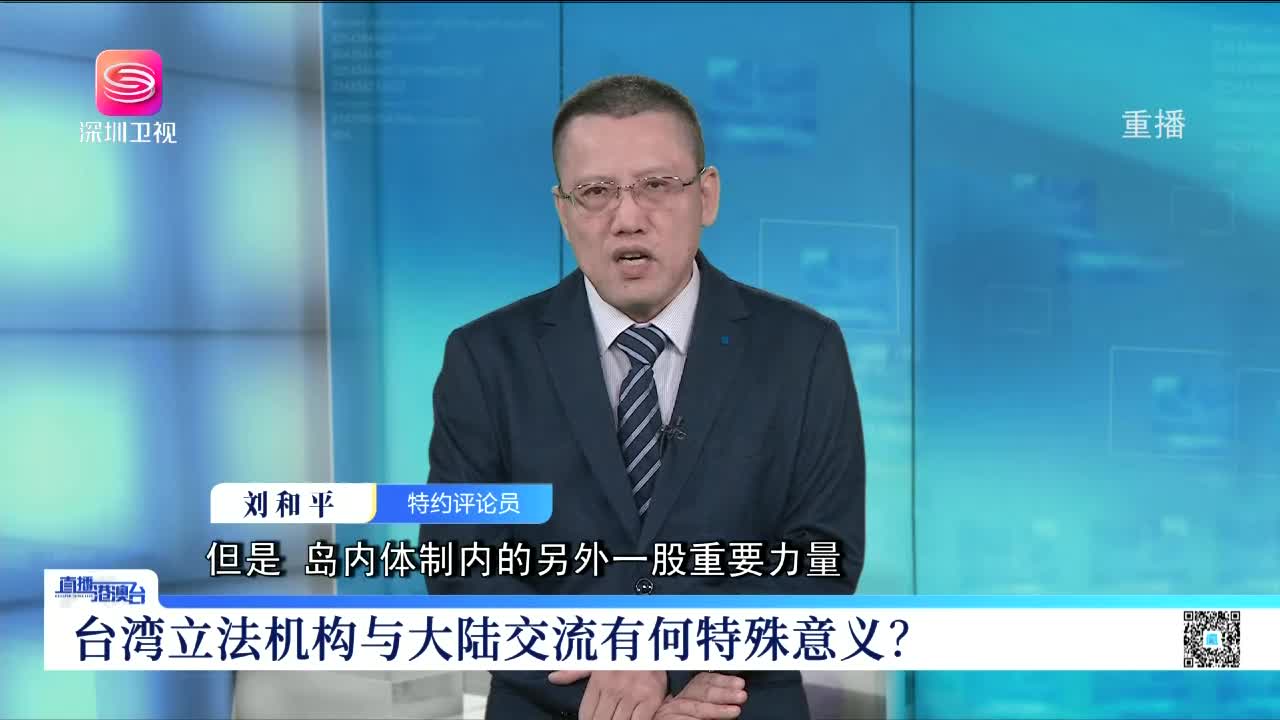 深圳卫视
重播
刘和平 特约评论员
但是 岛内体制内的另外一股重要力量
直播港澳台
台湾立法机构与大陆交流有何特殊意义?